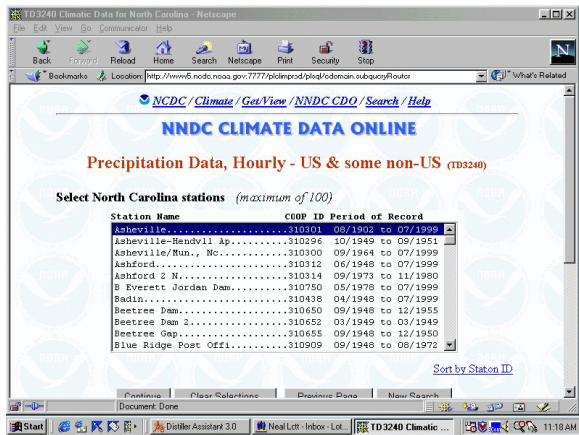 TD3240 Climatic Data for North Carolina - Netscape
File Edit View Go Communicator Help
Back Forward Reload Home Search Netscape Print Security Stop
Bookmarks Location: http://www5.ncdc.noaa.gov:7777/plclimprod/plsql/cdomain.subqueryRouter What's Related
NCDC / Climate / Get/View / NNDC CDO / Search / Help
NNDC CLIMATE DATA ONLINE
Precipitation Data, Hourly - US & some non-US (TD3240)
Select North Carolina stations (maximum of 100)
Station Name COOP ID Period of Record
Asheville..................310301 08/1902 to 07/1999
Asheville-Hendvll Ap.........310296 10/1949 to 09/1951
Asheville/Mun., Nc...........300300 09/1964 to 07/1999
Ashford....................310312 06/1948 to 07/1999
Ashford 2 N.................310314 09/1973 to 11/1980
B Everett Jordan Dam.........310750 05/1978 to 07/1999
Badin......................310438 04/1948 to 07/1999
Beetree Dam.................310650 09/1948 to 12/1955
Beetree Dam 2...............310652 03/1949 to 03/1949
Beetree Gap.................310655 09/1948 to 12/1950
Blue Ridge Post Offi.........310909 09/1948 to 08/1972
Sort by Staton ID
Continue Clear Selections Previous Page New Search
Document: Done
Start Distiller Assistant 3.0 Neal Lott - Inbox - Lot... TD3240 Climatic ... 11:18 AM